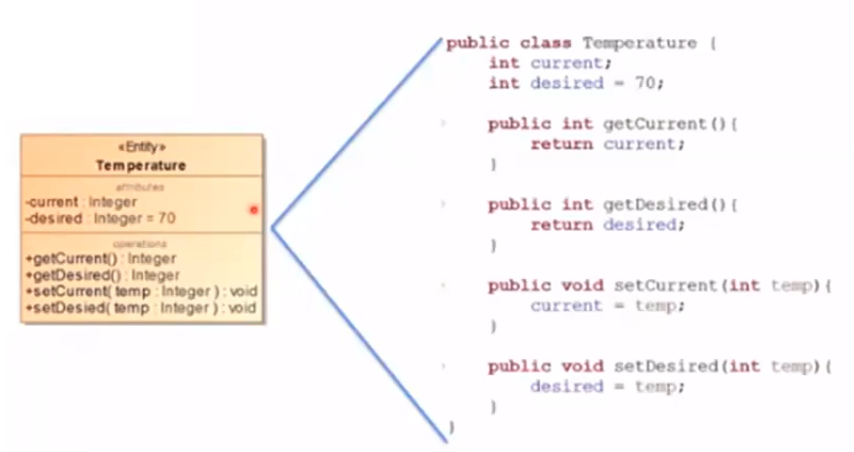 «Entity»
Temperature
attributes
-current : Integer
-desired : Integer = 70
operations
+getCurrent() : Integer
+getDesired() : Integer
+setCurrent( temp : Integer ) : void
+setDesied( temp : Integer ) : void
public class Temperature {
int current;
int desired = 70;
public int getCurrent(){
return current;
}
public int getDesired(){
return desired;
}
public void setCurrent(int temp){
current = temp;
}
public void setDesired(int temp){
desired = temp;
}
}